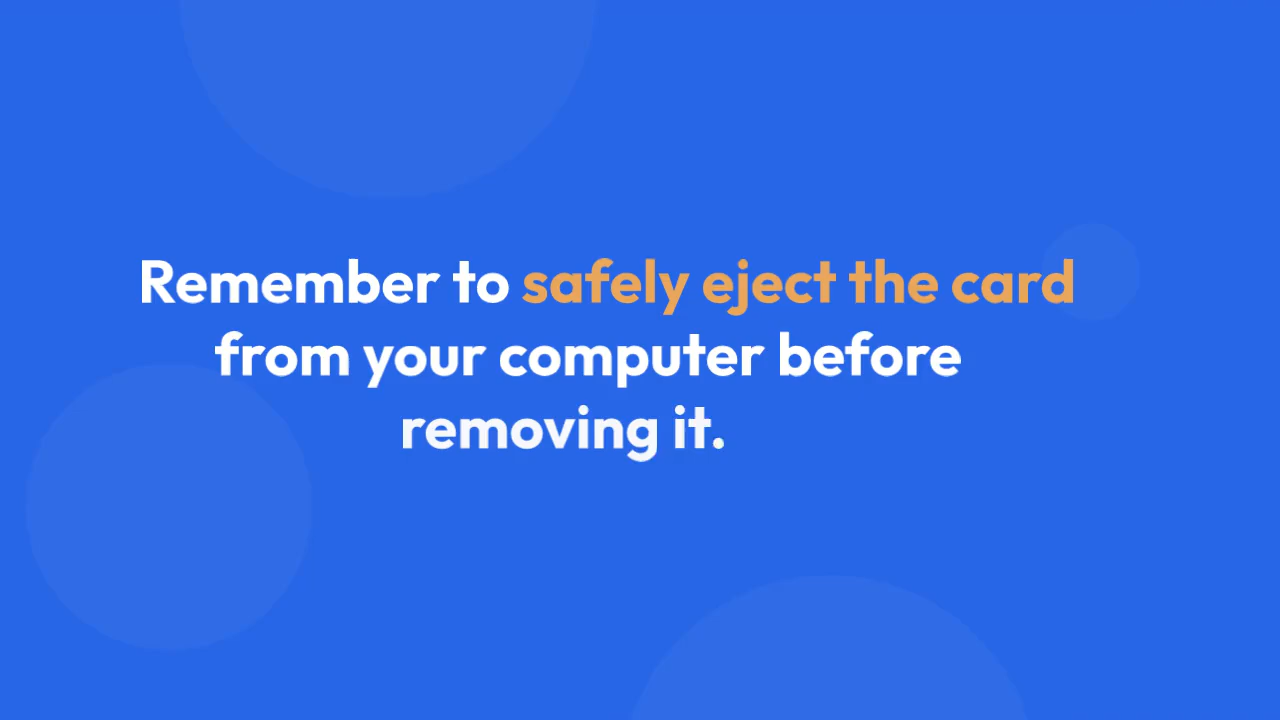 Remember to safely eject the card
from your computer before
removing it.